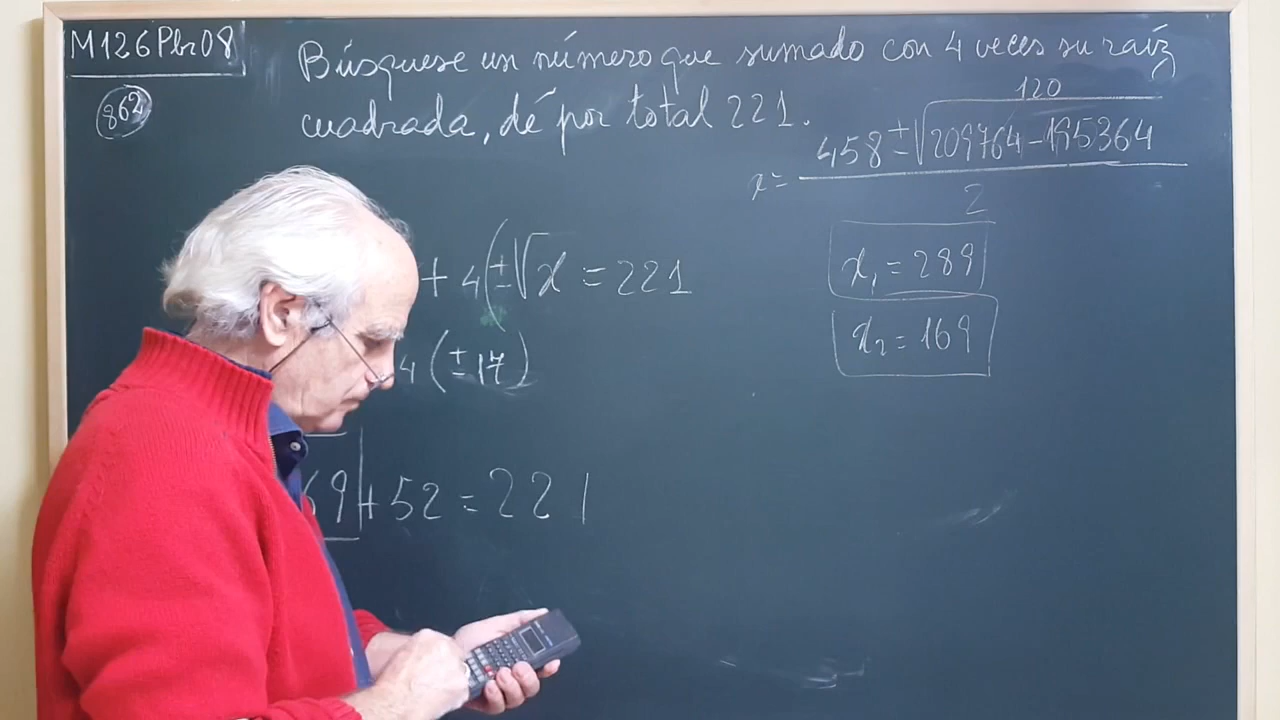 M126Pbr08
862
Búsquese un número que sumado con 4 veces su raíz
cuadrada, dé por total 221.
120
x= 458 ± √209764-195364
2
+ 4(±√x = 221
x₁ = 289
x₂ = 169
4(±17)
69 + 52 = 221